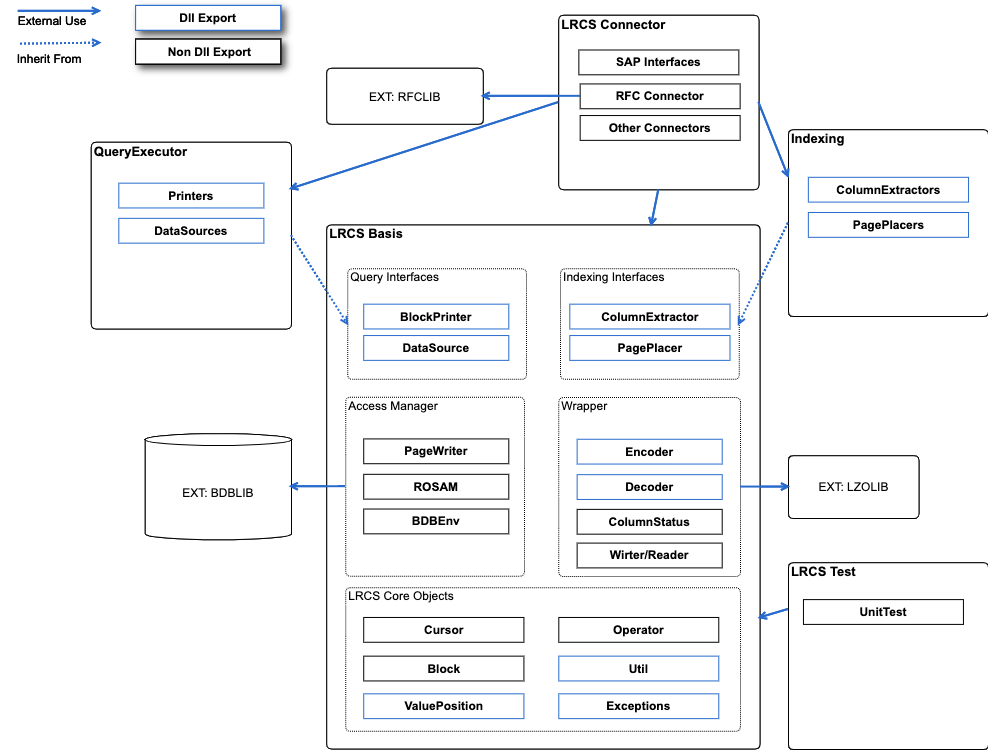 External Use
Inherit From
Dll Export
Non Dll Export
LRCS Connector
SAP Interfaces
RFC Connector
Other Connectors
EXT: RFCLIB
QueryExecutor
Printers
DataSources
Indexing
ColumnExtractors
PagePlacers
LRCS Basis
Query Interfaces
BlockPrinter
DataSource
Indexing Interfaces
ColumnExtractor
PagePlacer
Access Manager
PageWriter
ROSAM
BDBEnv
Wrapper
Encoder
Decoder
ColumnStatus
Wirter/Reader
EXT: BDBLIB
EXT: LZOLIB
LRCS Core Objects
Cursor
Operator
Block
Util
ValuePosition
Exceptions
LRCS Test
UnitTest